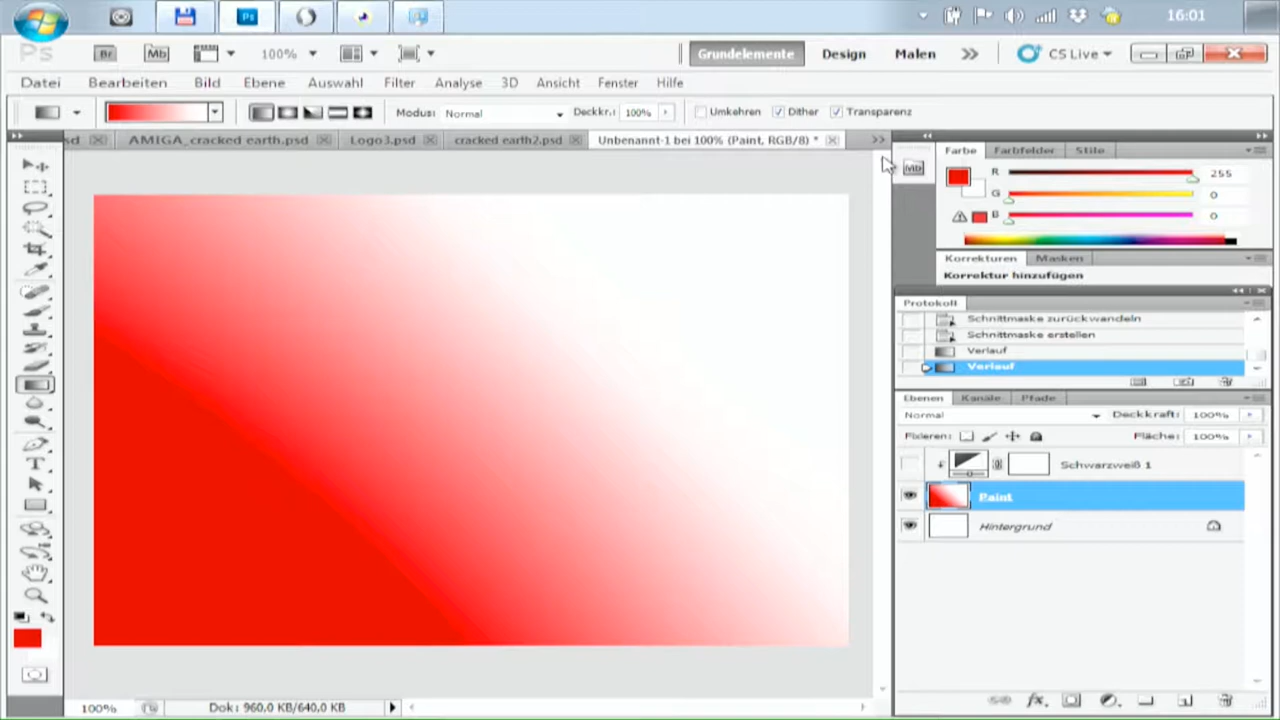 Ps 16:01
Ps Br Mb 100% Grundelemente Design Malen CS Live
Datei Bearbeiten Bild Ebene Auswahl Filter Analyse 3D Ansicht Fenster Hilfe
Modus: Normal Deckkr.: 100% Umkehren Dither Transparenz
sd AMIGA_cracked earth.psd Logo3.psd cracked earth2.psd Unbenannt-1 bei 100% (Paint, RGB/8) *
Mb
Farbe Farbfelder Stile
R 255
G 0
B 0
Korrekturen Masken
Korrektur hinzufügen
Protokoll
Schnittmaske zurückwandeln
Schnittmaske erstellen
Verlauf
Verlauf
Ebenen Kanäle Pfade
Normal Deckkraft: 100%
Fixieren: Fläche: 100%
Schwarzweiß 1
Paint
Hintergrund
T
fx
100% Dok: 960,0 KB/640,0 KB